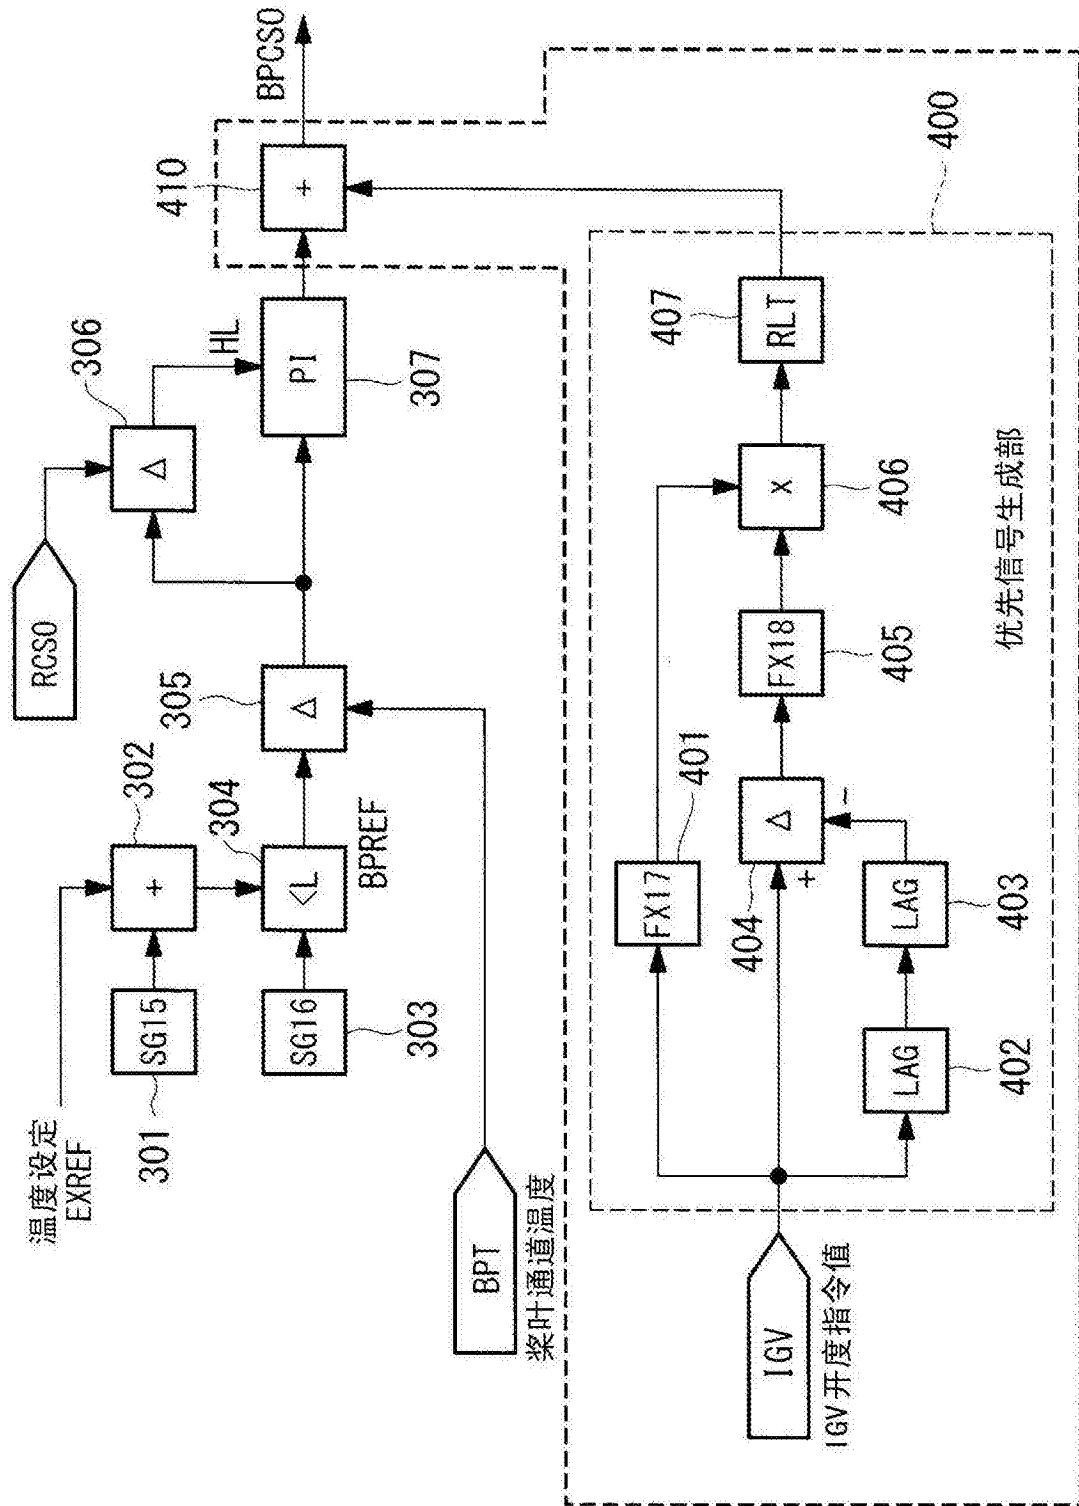 温度设定
EXREF
301
SG15
302
+
SG16
303
304
<L
BPREF
305
Δ
RCSO
306
Δ
HL
PI
307
410
+
BPCSO
BPT
桨叶通道温度
IGV
IGV开度指令值
FX17
401
LAG
402
LAG
403
404
+
Δ
-
FX18
405
X
406
RLT
407
400
优先信号生成部